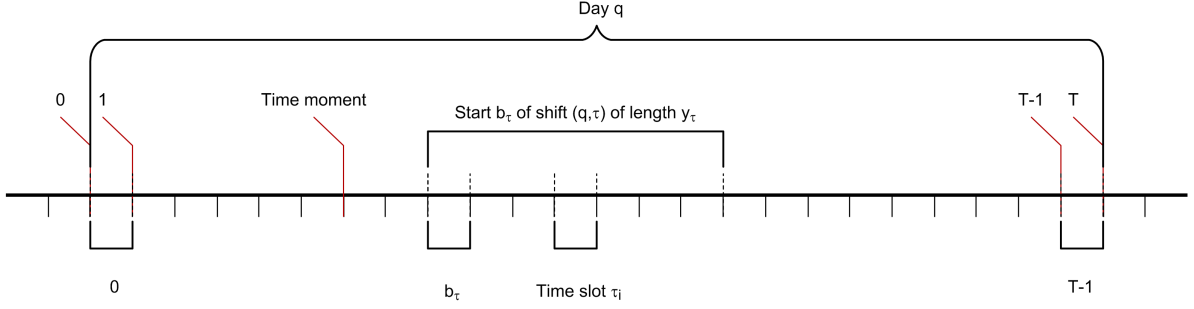 Day q
0 1 Time moment T-1 T
Start bτ of shift (q,τ) of length yτ
0 bτ Time slot τi T-1